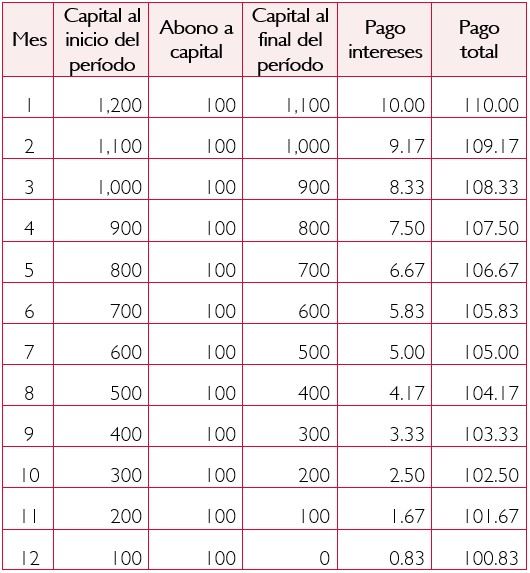 Mes
Capital al
inicio del
período
Abono a
capital
Capital al
final del
período
Pago
intereses
Pago
total
1 1,200 100 1,100 10.00 110.00
2 1,100 100 1,000 9.17 109.17
3 1,000 100 900 8.33 108.33
4 900 100 800 7.50 107.50
5 800 100 700 6.67 106.67
6 700 100 600 5.83 105.83
7 600 100 500 5.00 105.00
8 500 100 400 4.17 104.17
9 400 100 300 3.33 103.33
10 300 100 200 2.50 102.50
11 200 100 100 1.67 101.67
12 100 100 0 0.83 100.83